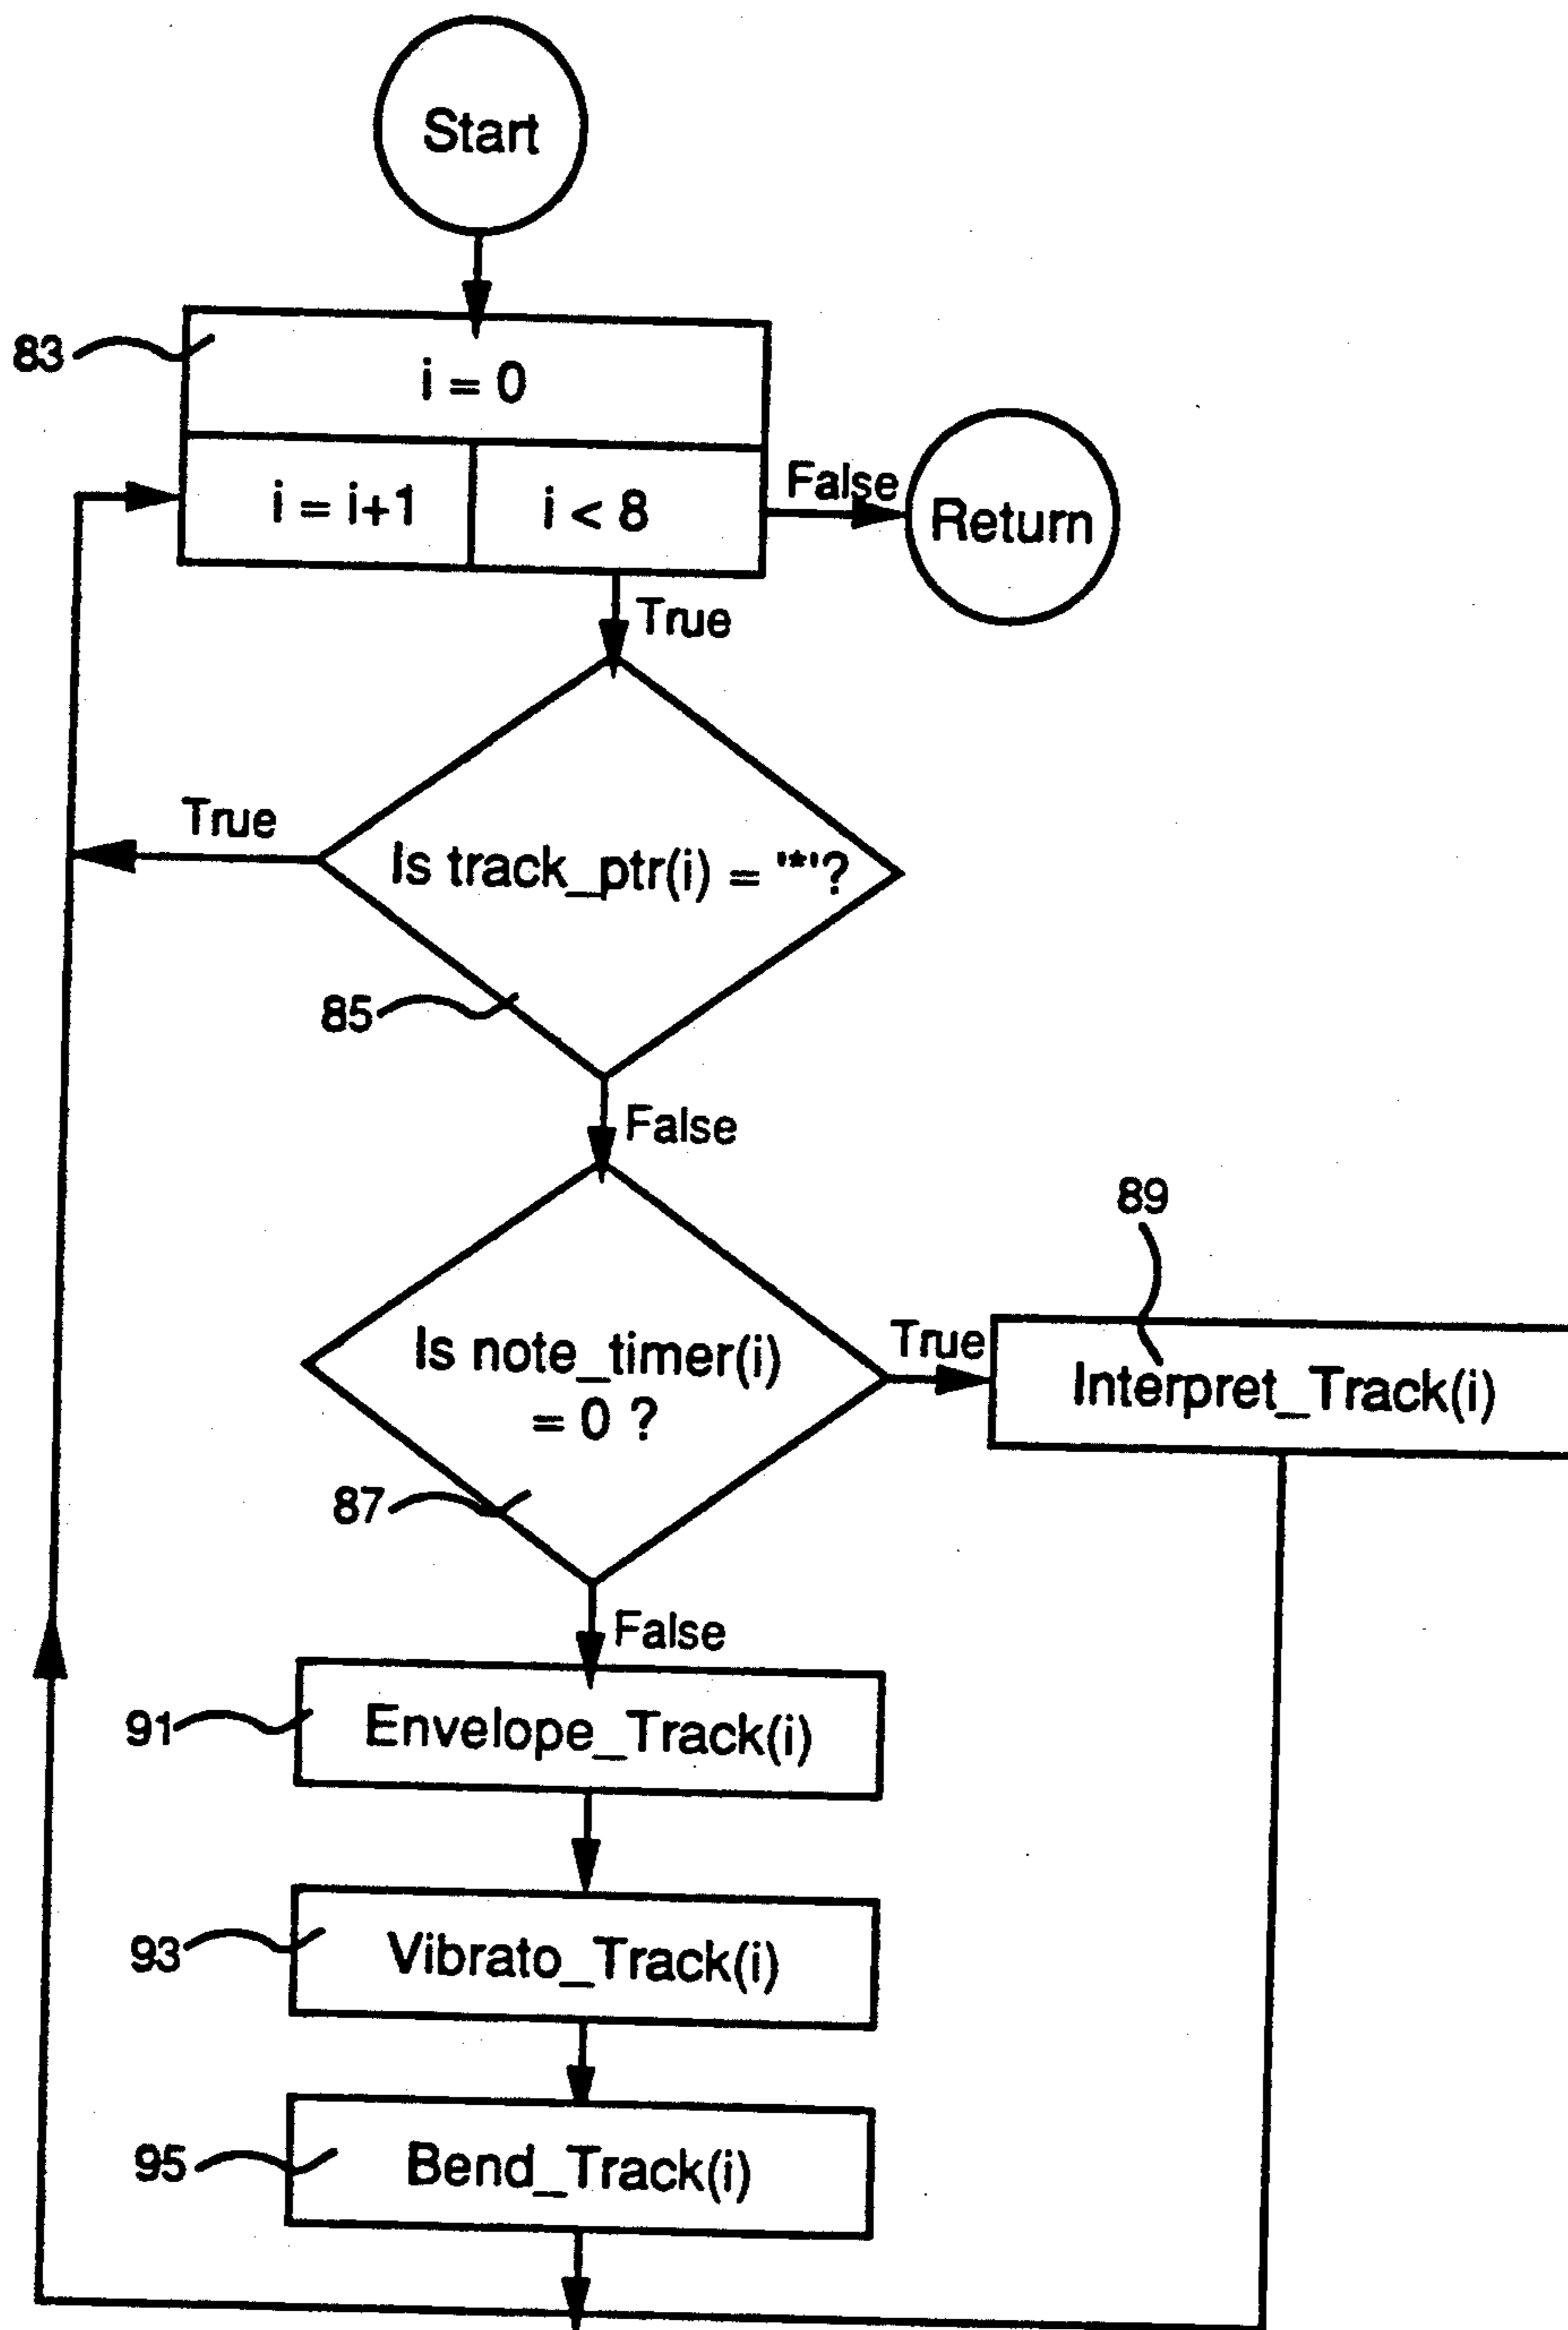 Start
83
i = 0
i = i+1
i < 8
False
Return
True
True
Is track_ptr(i) = '*'?
85
False
89
Is note_timer(i)
= 0 ?
True
Interpret_Track(i)
87
False
91
Envelope_Track(i)
93
Vibrato_Track(i)
95
Bend_Track(i)